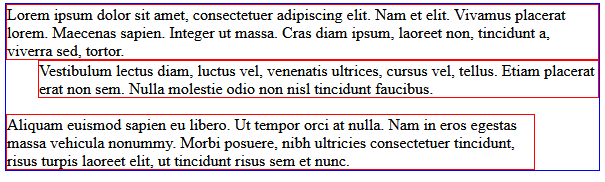 Lorem ipsum dolor sit amet, consectetuer adipiscing elit. Nam et elit. Vivamus placerat
lorem. Maecenas sapien. Integer ut massa. Cras diam ipsum, laoreet non, tincidunt a,
viverra sed, tortor.
Vestibulum lectus diam, luctus vel, venenatis ultrices, cursus vel, tellus. Etiam placerat
erat non sem. Nulla molestie odio non nisl tincidunt faucibus.
Aliquam euismod sapien eu libero. Ut tempor orci at nulla. Nam in eros egestas
massa vehicula nonummy. Morbi posuere, nibh ultricies consectetuer tincidunt,
risus turpis laoreet elit, ut tincidunt risus sem et nunc.